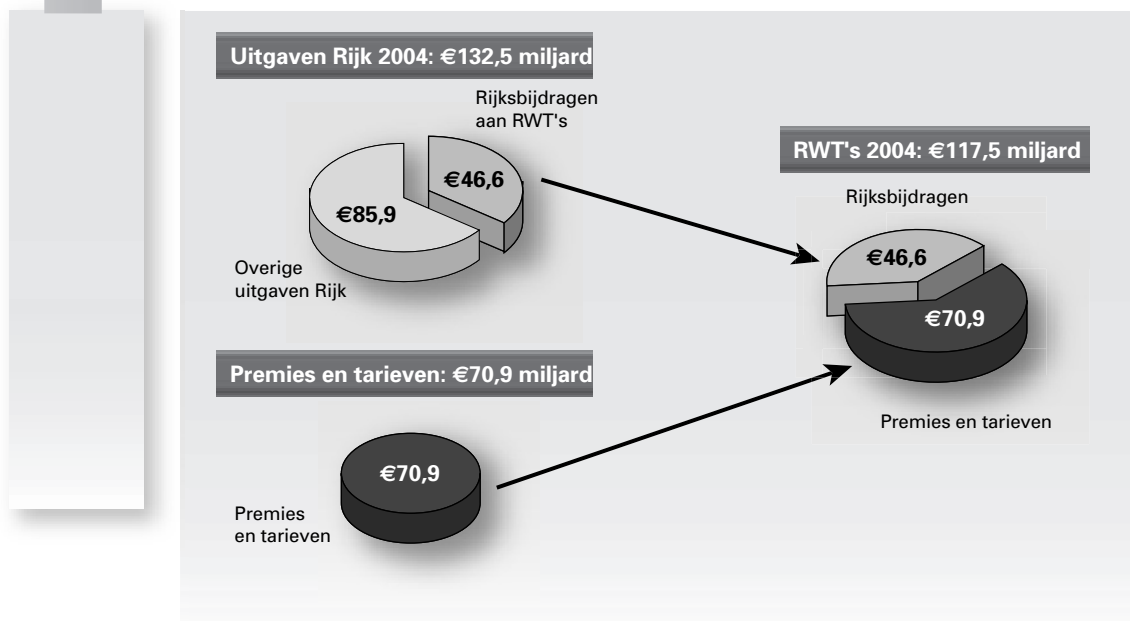 Uitgaven Rijk 2004: €132,5 miljard
Rijksbijdragen
aan RWT's
€46,6
€85,9
Overige
uitgaven Rijk
Premies en tarieven: €70,9 miljard
€70,9
Premies
en tarieven
RWT's 2004: €117,5 miljard
Rijksbijdragen
€46,6
€70,9
Premies en tarieven